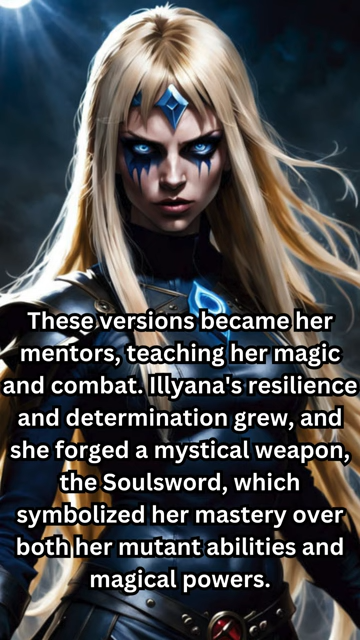 These versions became her
mentors, teaching her magic
and combat. Illyana's resilience
and determination grew, and
she forged a mystical weapon,
the Soulsword, which
symbolized her mastery over
both her mutant abilities and
magical powers.